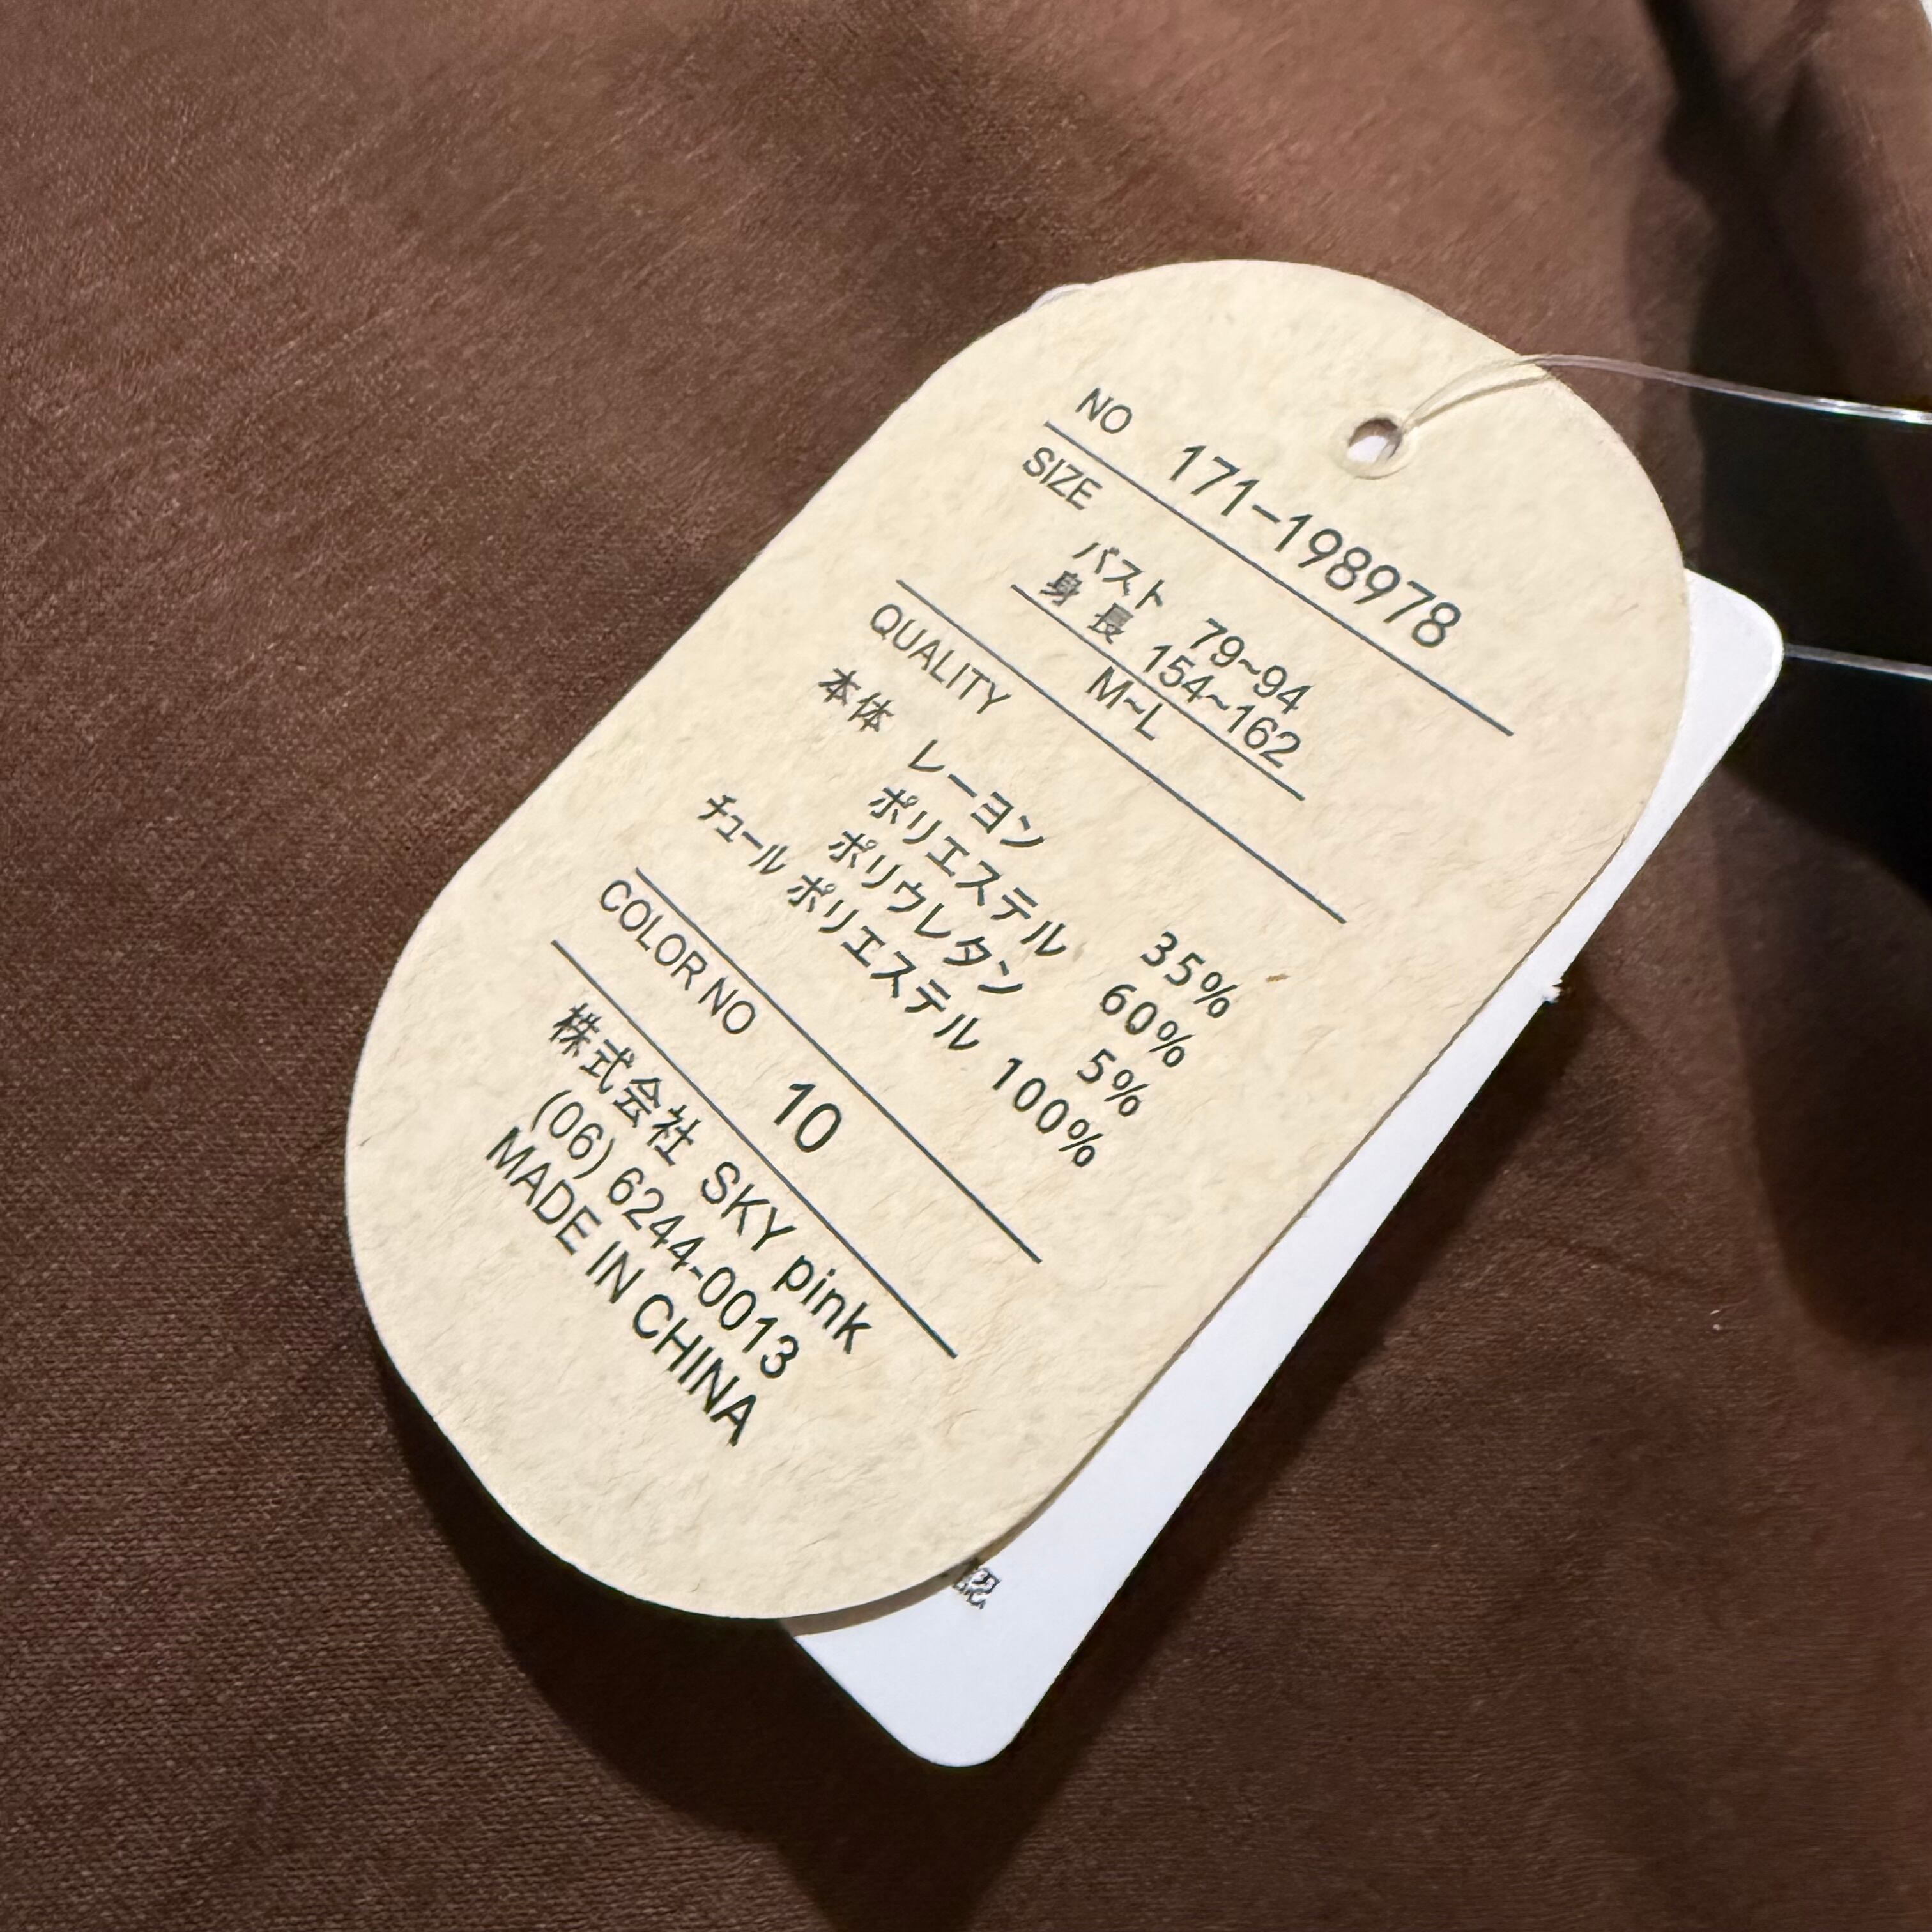 NO 171-198978
SIZE
バスト 79~94
身長 154~162
M~L
QUALITY
本体 レーヨン 35%
ポリエステル 60%
ポリウレタン 5%
チュール ポリエステル 100%
COLOR NO 10
株式会社 SKY pink
(06) 6244-0013
MADE IN CHINA
記